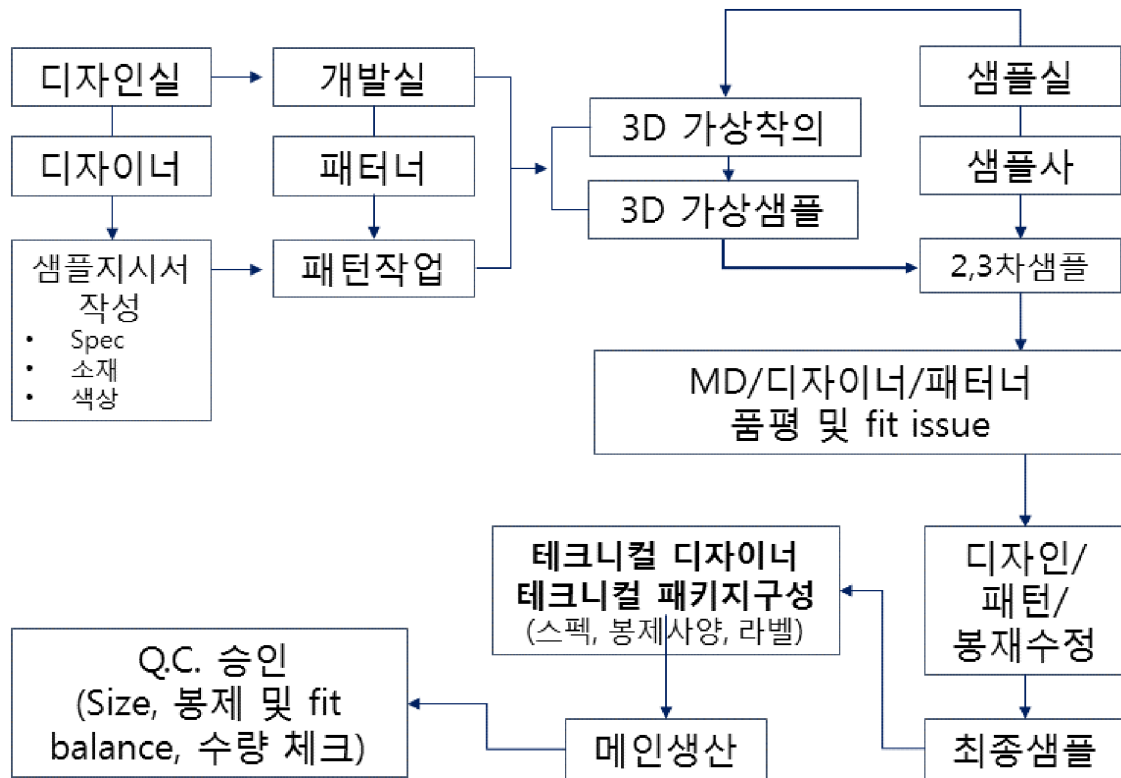 디자인실
개발실
샘플실
3D 가상착의
디자이너
패터너
샘플사
3D 가상샘플
샘플지시서
작성
• Spec
• 소재
• 색상
패턴작업
2,3차샘플
MD/디자이너/패터너
품평 및 fit issue
디자인/
패턴/
봉재수정
테크니컬 디자이너
테크니컬 패키지구성
(스펙, 봉제사양, 라벨)
Q.C. 승인
(Size, 봉제 및 fit
balance, 수량 체크)
메인생산
최종샘플